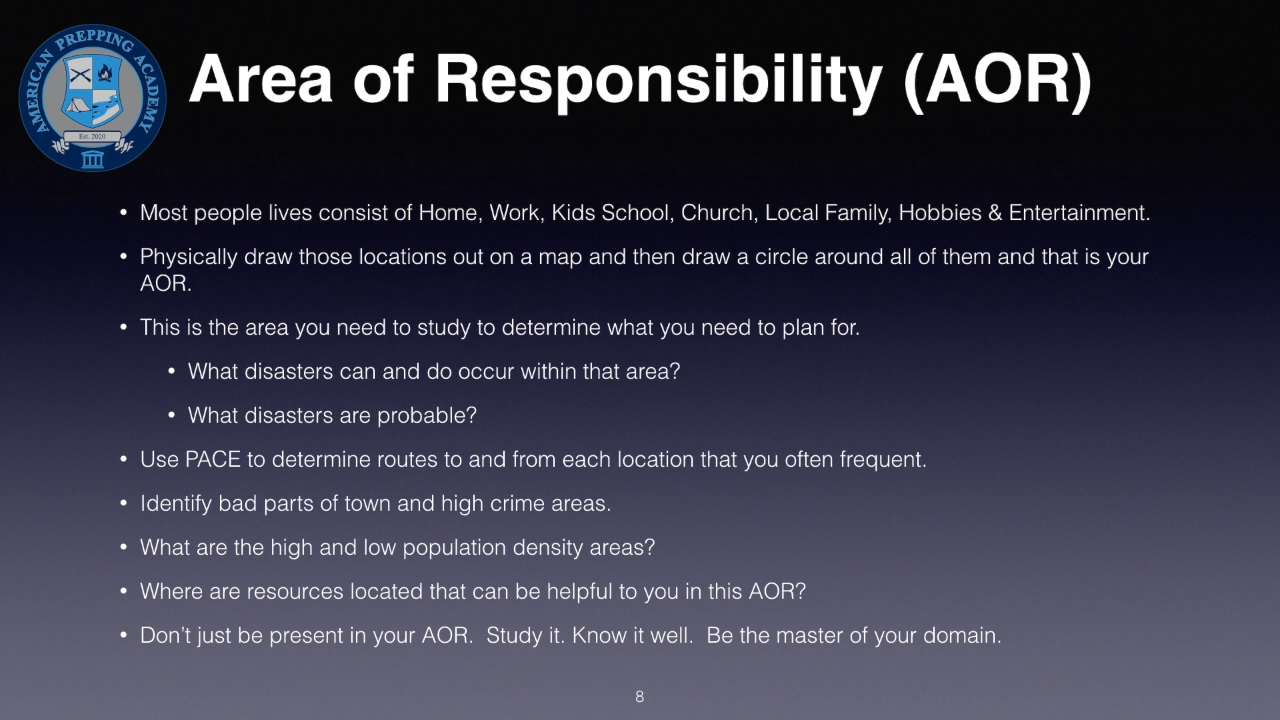 AMERICAN PREPPING ACADEMY
Est. 2020
Area of Responsibility (AOR)
• Most people lives consist of Home, Work, Kids School, Church, Local Family, Hobbies & Entertainment.
• Physically draw those locations out on a map and then draw a circle around all of them and that is your
AOR.
• This is the area you need to study to determine what you need to plan for.
• What disasters can and do occur within that area?
• What disasters are probable?
• Use PACE to determine routes to and from each location that you often frequent.
• Identify bad parts of town and high crime areas.
• What are the high and low population density areas?
• Where are resources located that can be helpful to you in this AOR?
• Don’t just be present in your AOR.  Study it. Know it well.  Be the master of your domain.
8